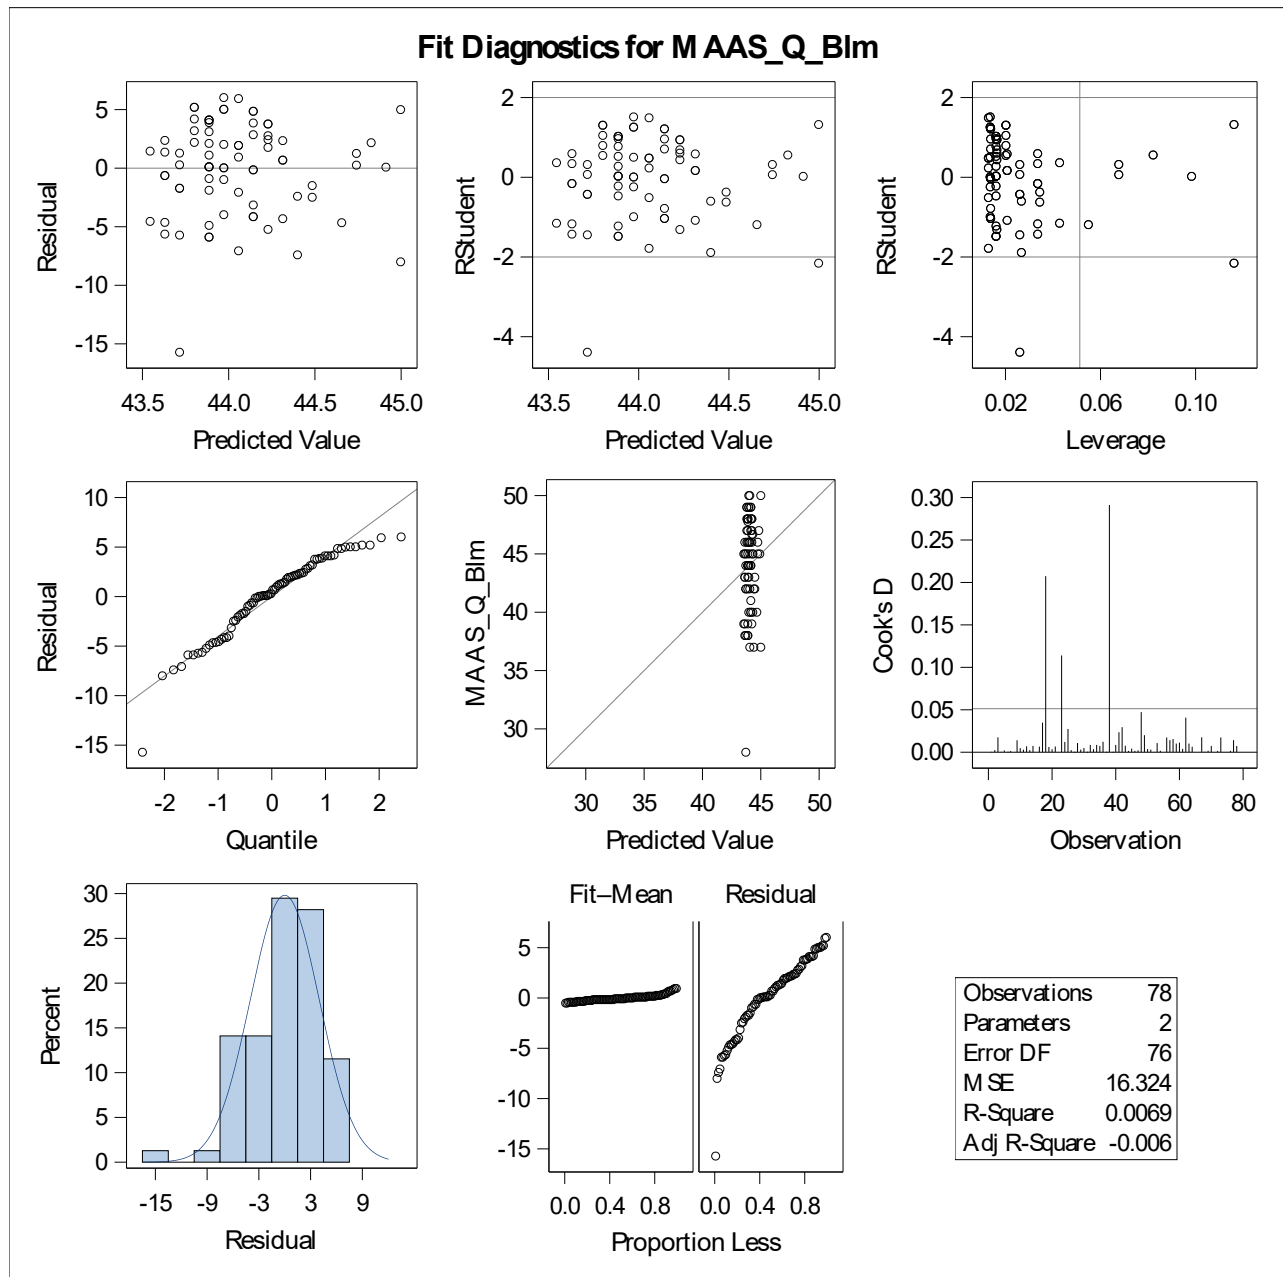 Fit Diagnostics for MAAS_Q_Blm
5
0
-5
-10
-15
Residual
43.5 44.0 44.5 45.0
Predicted Value
2
0
-2
-4
RStudent
43.5 44.0 44.5 45.0
Predicted Value
2
0
-2
-4
RStudent
0.02 0.06 0.10
Leverage
10
5
0
-5
-10
-15
Residual
-2 -1 0 1 2
Quantile
50
45
40
35
30
MAAS_Q_Blm
30 35 40 45 50
Predicted Value
0.30
0.25
0.20
0.15
0.10
0.05
0.00
Cook's D
0 20 40 60 80
Observation
30
25
20
15
10
5
0
Percent
-15 -9 -3 3 9
Residual
Fit–Mean Residual
5
0
-5
-10
-15
0.0 0.4 0.8 0.0 0.4 0.8
Proportion Less
Observations 78
Parameters 2
Error DF 76
MSE 16.324
R-Square 0.0069
Adj R-Square -0.006